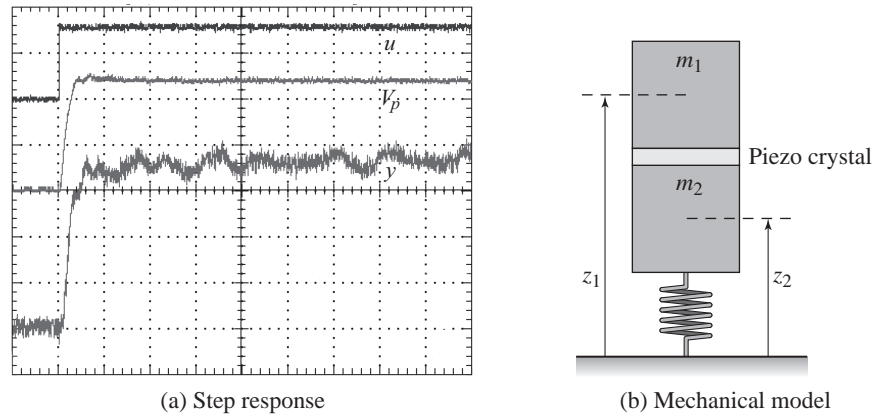 u
V_p
y
(a) Step response
m_1
Piezo crystal
m_2
z_1
z_2
(b) Mechanical model